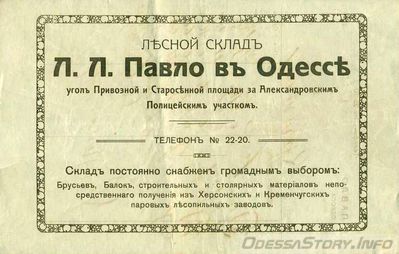 ЛѢСНОЙ СКЛАДЪ
Л. Л. Павло въ Одессѣ
уголъ Привозной и Старосѣнной площади за Александровскимъ
Полицейскимъ участкомъ.
ТЕЛЕФОНЪ № 22-20.
Складъ постоянно снабженъ громаднымъ выборомъ:
Брусьевъ, Балокъ, строительныхъ и столярныхъ матеріаловъ непо-
средственнаго полученія изъ Херсонскихъ и Кременчугскихъ
паровыхъ лѣсопильныхъ заводовъ.
OdessaStory.Info